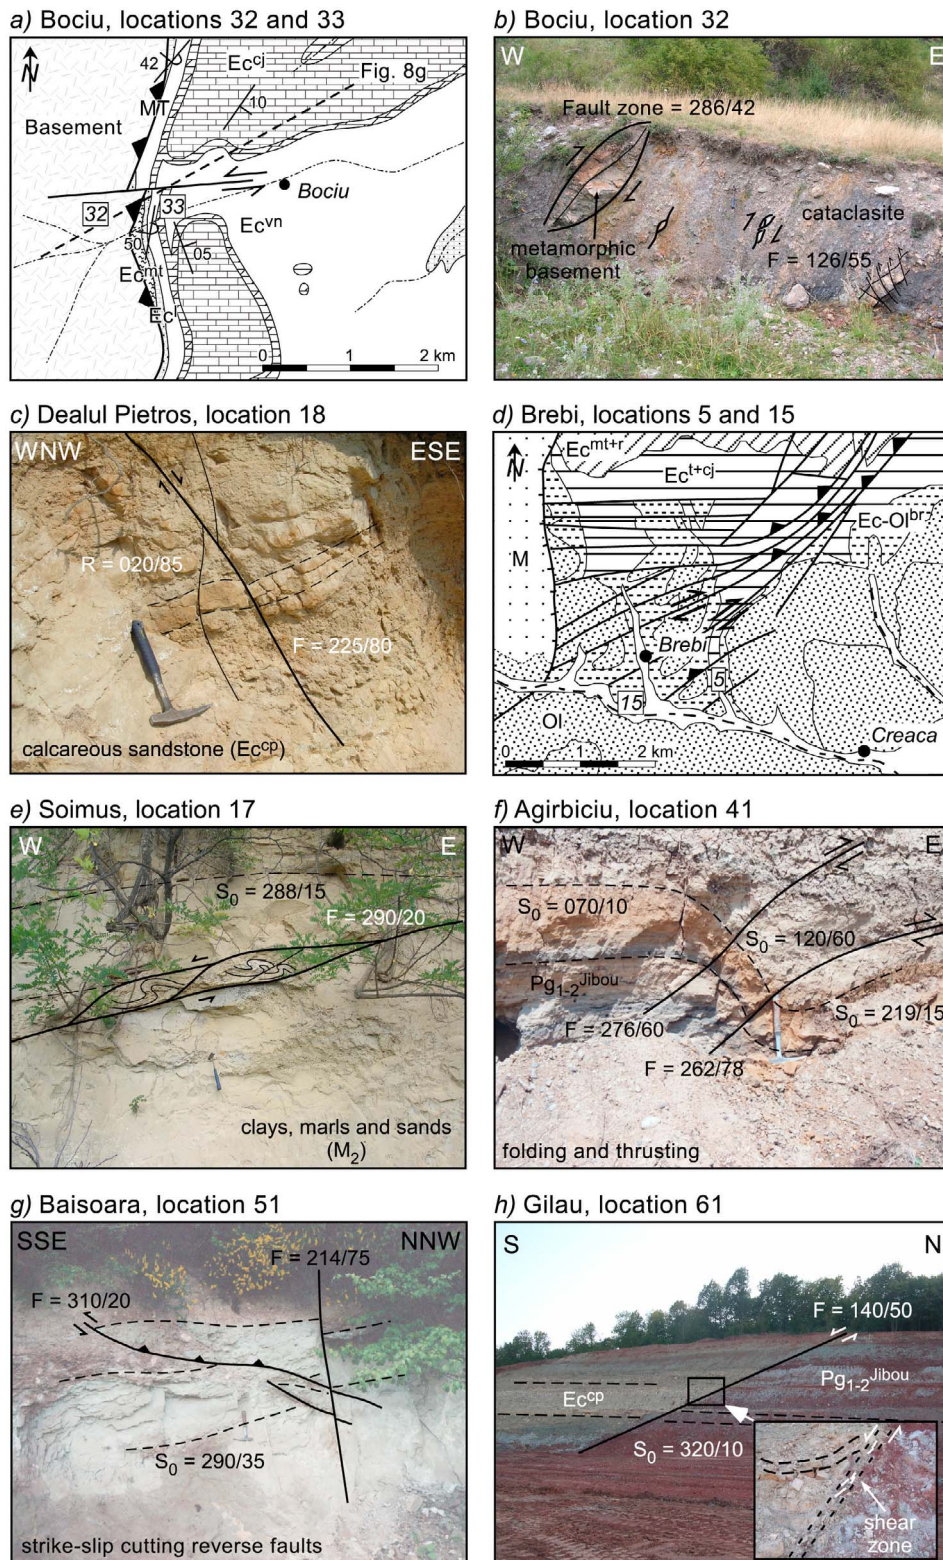 a) Bociu, locations 32 and 33
N
42
MT
Ec^cj
Fig. 8g
10
Basement
32
33
Bociu
50
Ec^vn
05
Ec^mt
Ec^l
0 1 2 km
b) Bociu, location 32
W E
Fault zone = 286/42
cataclasite
metamorphic
basement
F = 126/55
c) Dealul Pietros, location 18
WNW ESE
R = 020/85
F = 225/80
calcareous sandstone (Ec^cp)
d) Brebi, locations 5 and 15
N
Ec^mt+r
Ec^t+cj
Ec-Ol^br
M
Brebi
5
15
Ol
Creaca
0 1 2 km
e) Soimus, location 17
W E
S₀ = 288/15
F = 290/20
clays, marls and sands
(M₂)
f) Agirbiciu, location 41
W E
S₀ = 070/10
S₀ = 120/60
Pg₁₋₂^Jibou
S₀ = 219/15
F = 276/60
F = 262/78
folding and thrusting
g) Baisoara, location 51
SSE NNW
F = 214/75
F = 310/20
S₀ = 290/35
strike-slip cutting reverse faults
h) Gilau, location 61
S N
F = 140/50
Ec^cp
Pg₁₋₂^Jibou
S₀ = 320/10
shear
zone